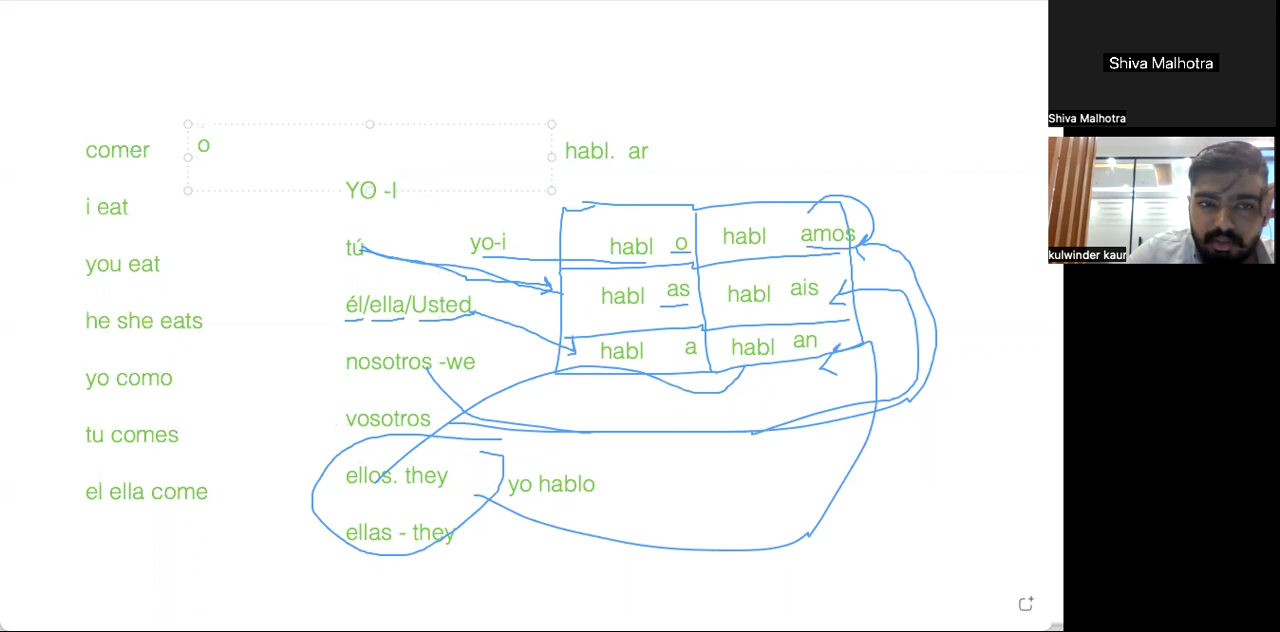 comer
i eat
you eat
he she eats
yo como
tu comes
el ella come
o
YO -I
tú
él/ella/Usted
nosotros -we
vosotros
ellos. they
ellas - they
habl. ar
yo-i
habl o habl amos
habl as habl ais
habl a habl an
yo hablo
Shiva Malhotra
Shiva Malhotra
kulwinder kaur